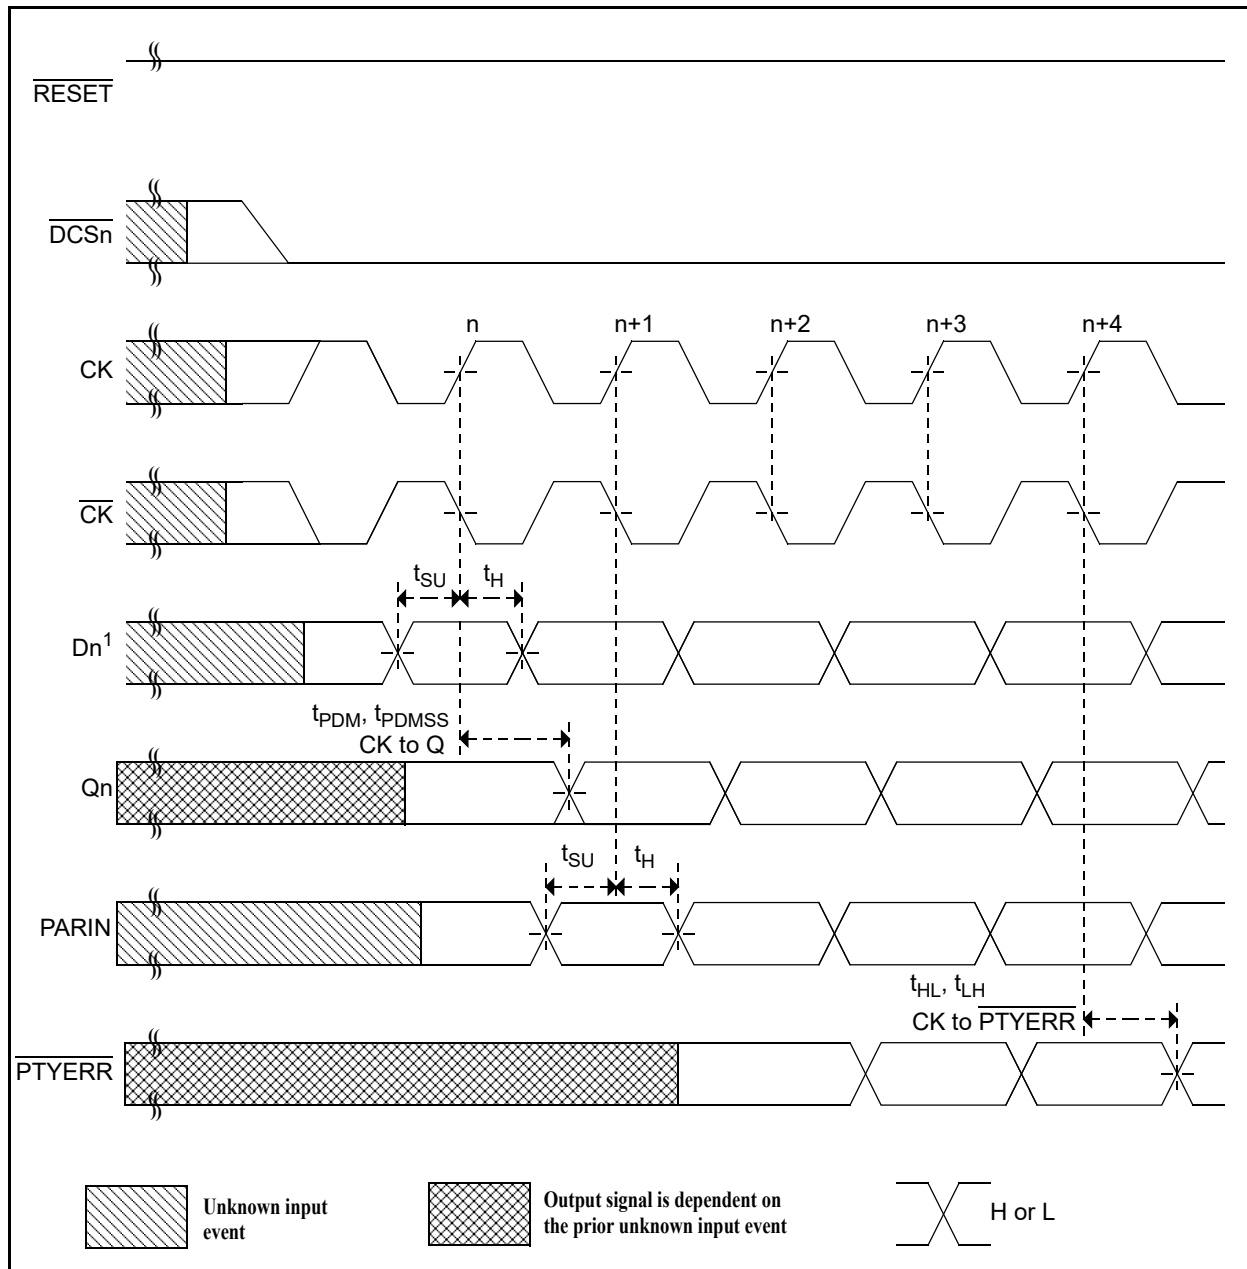 RESET
DCSn
n n+1 n+2 n+3 n+4
CK
CK
tSU tH
Dn1
tPDM, tPDMSS
CK to Q
Qn
tSU tH
PARIN
tHL, tLH
CK to PTYERR
PTYERR
Unknown input
event
Output signal is dependent on
the prior unknown input event
H or L